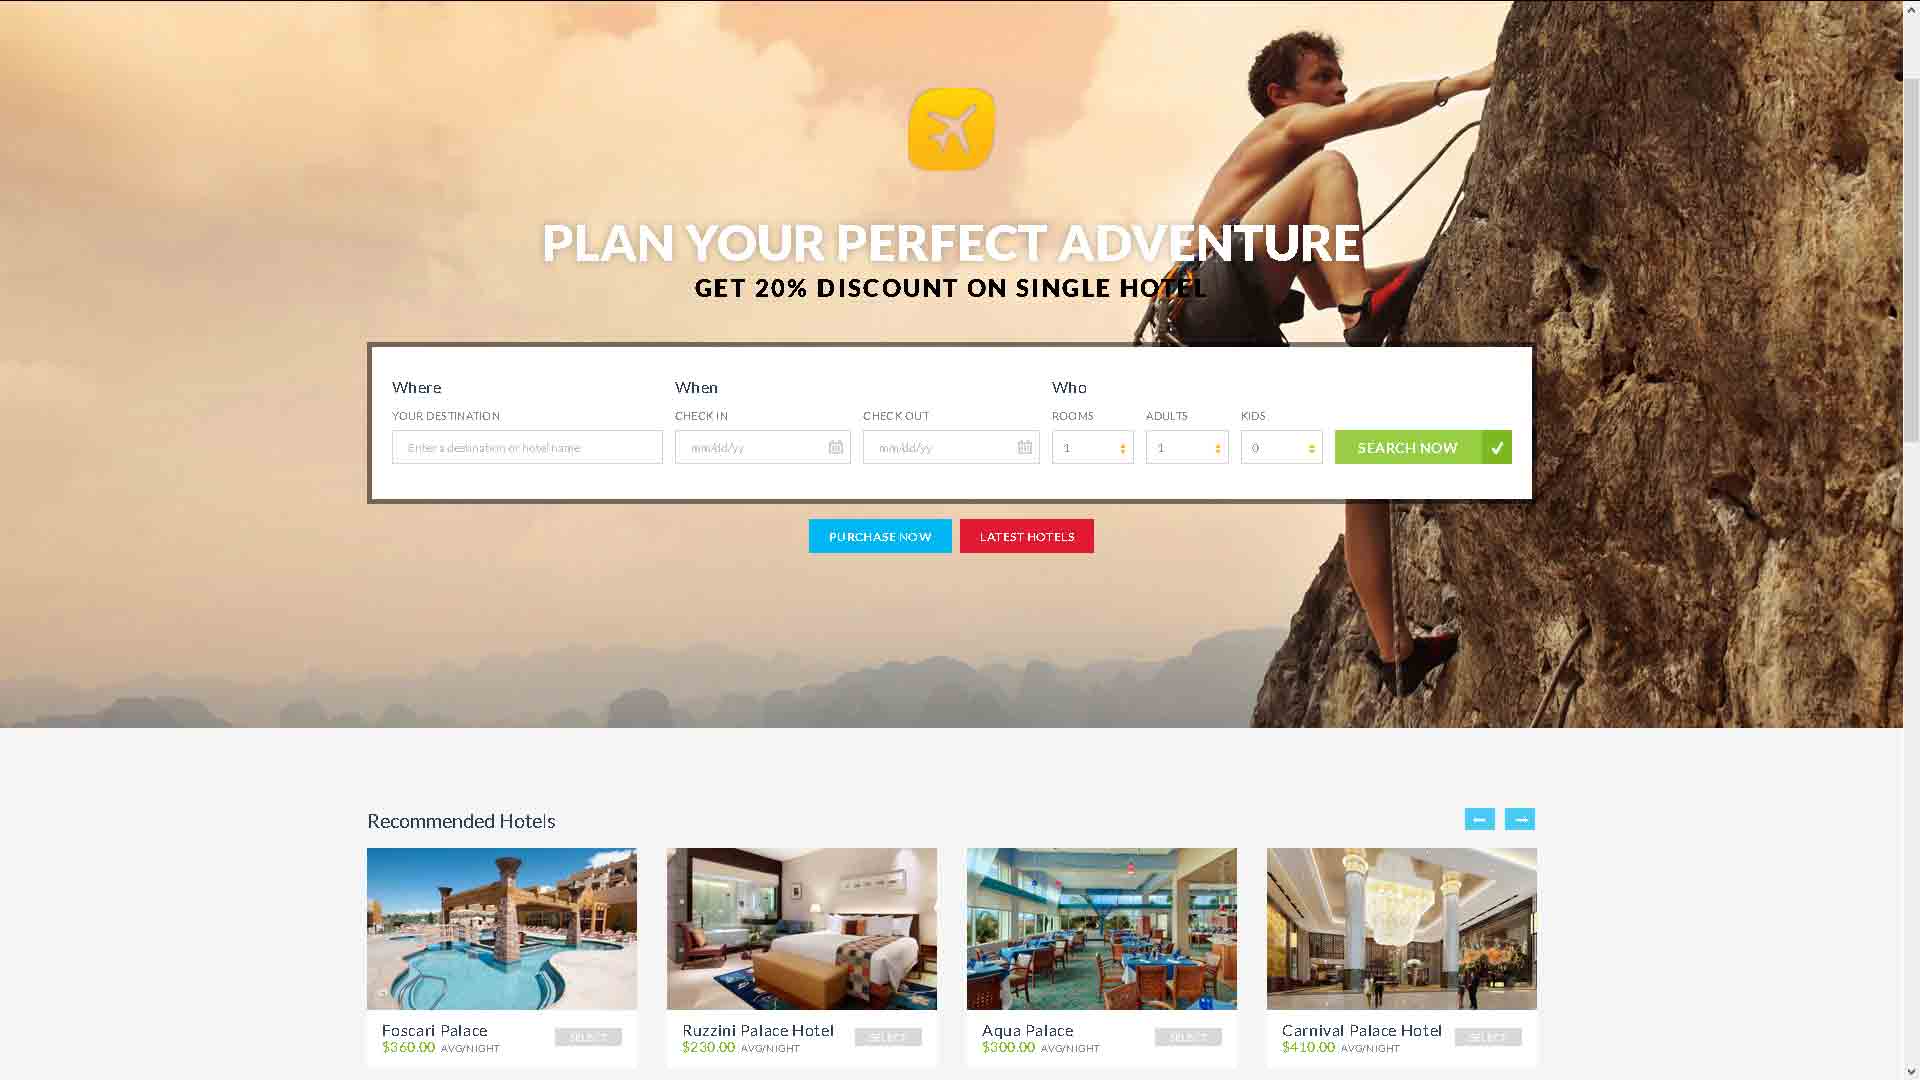 PLAN YOUR PERFECT ADVENTURE
GET 20% DISCOUNT ON SINGLE HOTEL
Where
When
Who
YOUR DESTINATION
CHECK IN
CHECK OUT
ROOMS
ADULTS
KIDS
Enter a destination or hotel name
mm/dd/yy
mm/dd/yy
1
1
0
SEARCH NOW
PURCHASE NOW
LATEST HOTELS
Recommended Hotels
Foscari Palace
$360.00 AVG/NIGHT
SELECT
Ruzzini Palace Hotel
$230.00 AVG/NIGHT
SELECT
Aqua Palace
$300.00 AVG/NIGHT
SELECT
Carnival Palace Hotel
$410.00 AVG/NIGHT
SELECT